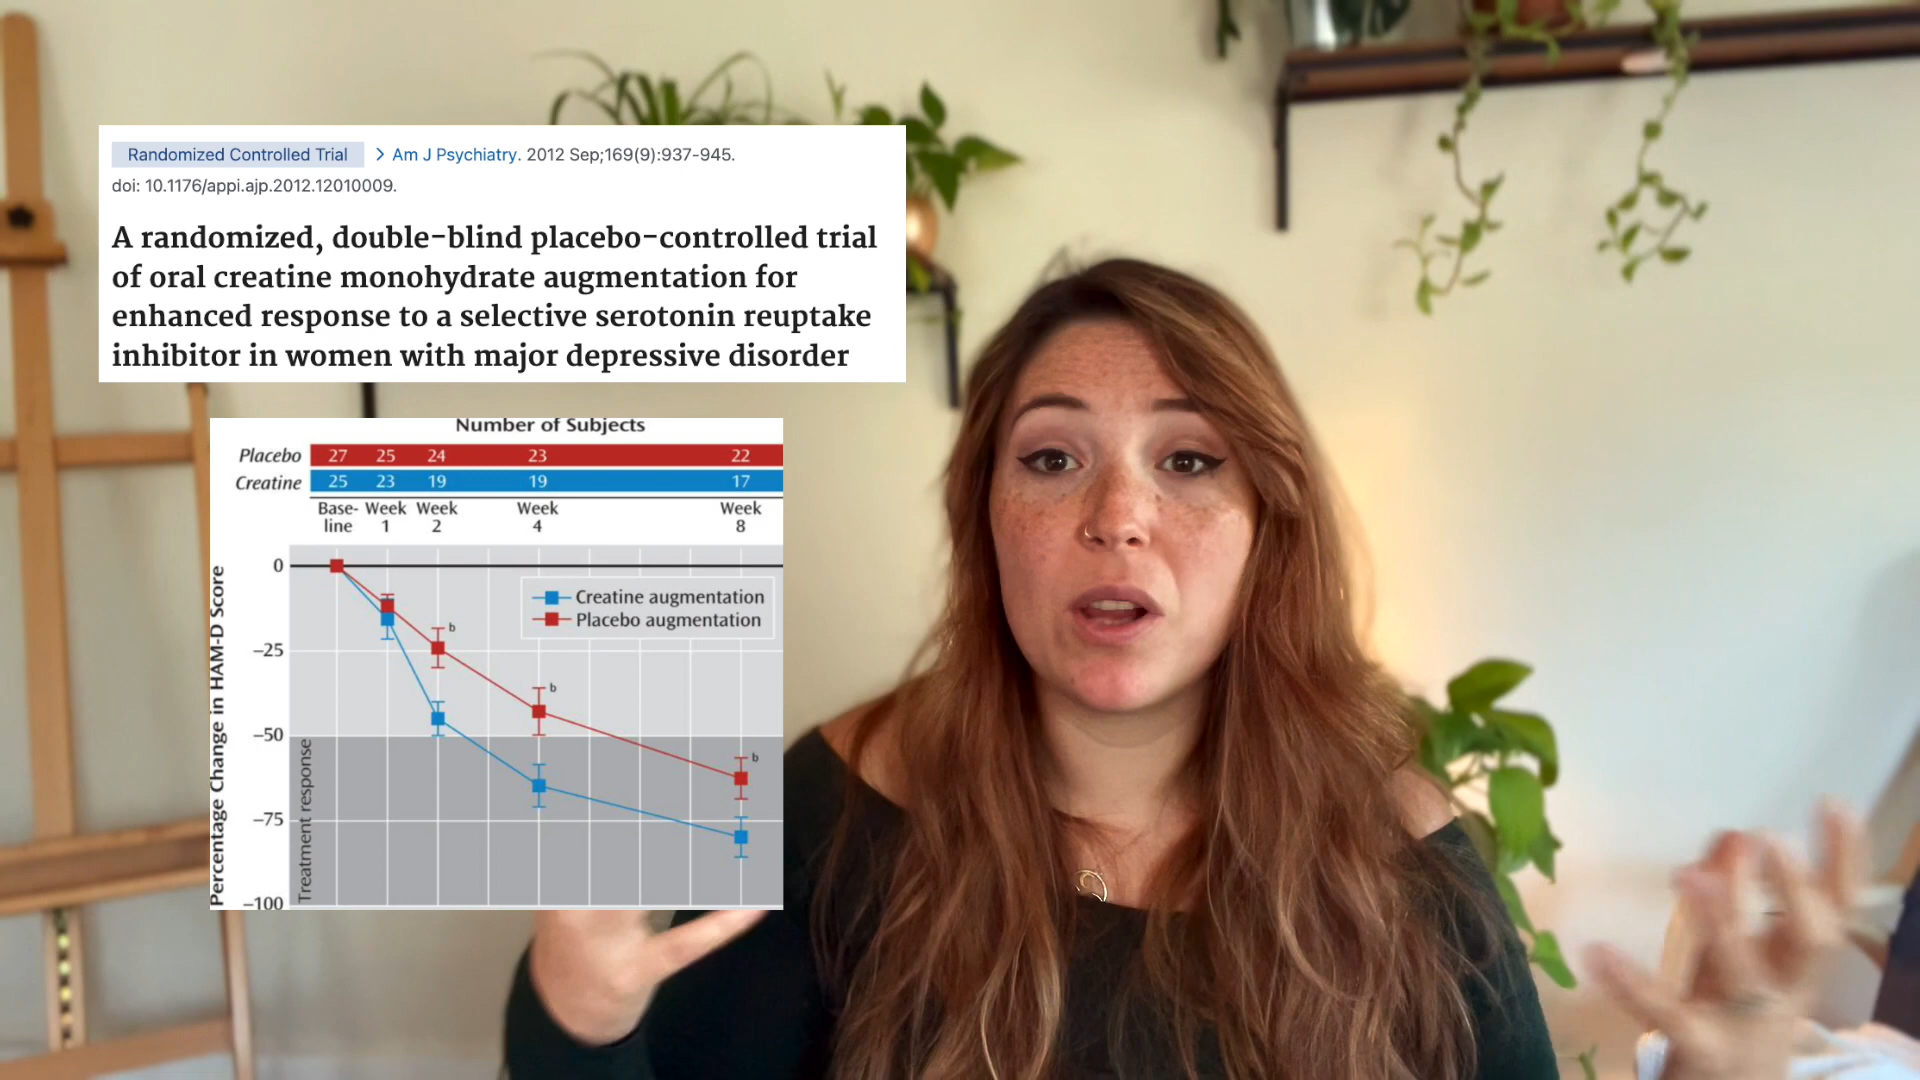 Randomized Controlled Trial > Am J Psychiatry. 2012 Sep;169(9):937-945.
doi: 10.1176/appi.ajp.2012.12010009.
A randomized, double-blind placebo-controlled trial
of oral creatine monohydrate augmentation for
enhanced response to a selective serotonin reuptake
inhibitor in women with major depressive disorder
Number of Subjects
Placebo 27 25 24 23 22
Creatine 25 23 19 19 17
Base- Week Week Week Week
line 1 2 4 8
Percentage Change in HAM-D Score
0
−25
−50
−75
−100
Treatment response
Creatine augmentation
Placebo augmentation
b
b
b